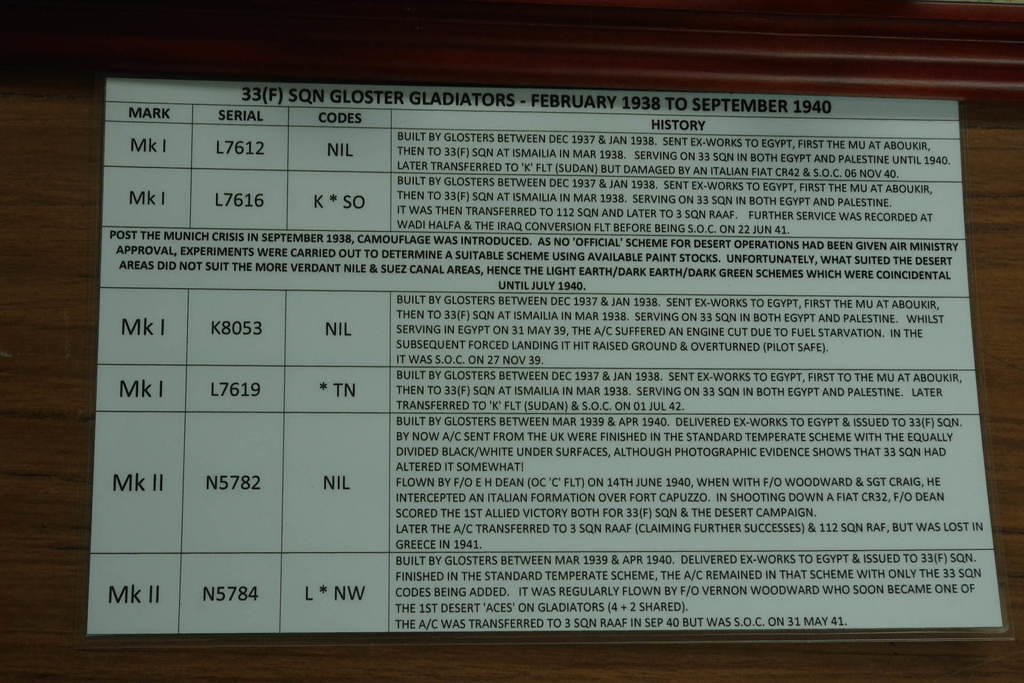 33(F) SQN GLOSTER GLADIATORS - FEBRUARY 1938 TO SEPTEMBER 1940
MARK SERIAL CODES HISTORY
Mk I L7612 NIL
BUILT BY GLOSTERS BETWEEN DEC 1937 & JAN 1938. SENT EX-WORKS TO EGYPT, FIRST THE MU AT ABOUKIR,
THEN TO 33(F) SQN AT ISMAILIA IN MAR 1938. SERVING ON 33 SQN IN BOTH EGYPT AND PALESTINE UNTIL 1940.
LATER TRANSFERRED TO 'K' FLT (SUDAN) BUT DAMAGED BY AN ITALIAN FIAT CR42 & S.O.C. 06 NOV 40.
Mk I L7616 K * SO
BUILT BY GLOSTERS BETWEEN DEC 1937 & JAN 1938. SENT EX-WORKS TO EGYPT, FIRST THE MU AT ABOUKIR,
THEN TO 33(F) SQN AT ISMAILIA IN MAR 1938. SERVING ON 33 SQN IN BOTH EGYPT AND PALESTINE.
IT WAS THEN TRANSFERRED TO 112 SQN AND LATER TO 3 SQN RAAF. FURTHER SERVICE WAS RECORDED AT
WADI HALFA & THE IRAQ CONVERSION FLT BEFORE BEING S.O.C. ON 22 JUN 41.
POST THE MUNICH CRISIS IN SEPTEMBER 1938, CAMOUFLAGE WAS INTRODUCED. AS NO 'OFFICIAL' SCHEME FOR DESERT OPERATIONS HAD BEEN GIVEN AIR MINISTRY
APPROVAL, EXPERIMENTS WERE CARRIED OUT TO DETERMINE A SUITABLE SCHEME USING AVAILABLE PAINT STOCKS. UNFORTUNATELY, WHAT SUITED THE DESERT
AREAS DID NOT SUIT THE MORE VERDANT NILE & SUEZ CANAL AREAS, HENCE THE LIGHT EARTH/DARK EARTH/DARK GREEN SCHEMES WHICH WERE COINCIDENTAL
UNTIL JULY 1940.
Mk I K8053 NIL
BUILT BY GLOSTERS BETWEEN DEC 1937 & JAN 1938. SENT EX-WORKS TO EGYPT, FIRST THE MU AT ABOUKIR,
THEN TO 33(F) SQN AT ISMAILIA IN MAR 1938. SERVING ON 33 SQN IN BOTH EGYPT AND PALESTINE. WHILST
SERVING IN EGYPT ON 31 MAY 39, THE A/C SUFFERED AN ENGINE CUT DUE TO FUEL STARVATION. IN THE
SUBSEQUENT FORCED LANDING IT HIT RAISED GROUND & OVERTURNED (PILOT SAFE).
IT WAS S.O.C. ON 27 NOV 39.
Mk I L7619 * TN
BUILT BY GLOSTERS BETWEEN DEC 1937 & JAN 1938. SENT EX-WORKS TO EGYPT, FIRST TO THE MU AT ABOUKIR,
THEN TO 33(F) SQN AT ISMAILIA IN MAR 1938. SERVING ON 33 SQN IN BOTH EGYPT AND PALESTINE. LATER
TRANSFERRED TO 'K' FLT (SUDAN) & S.O.C. ON 01 JUL 42.
Mk II N5782 NIL
BUILT BY GLOSTERS BETWEEN MAR 1939 & APR 1940. DELIVERED EX-WORKS TO EGYPT & ISSUED TO 33(F) SQN.
BY NOW A/C SENT FROM THE UK WERE FINISHED IN THE STANDARD TEMPERATE SCHEME WITH THE EQUALLY
DIVIDED BLACK/WHITE UNDER SURFACES, ALTHOUGH PHOTOGRAPHIC EVIDENCE SHOWS THAT 33 SQN HAD
ALTERED IT SOMEWHAT!
FLOWN BY F/O E H DEAN (OC 'C' FLT) ON 14TH JUNE 1940, WHEN WITH F/O WOODWARD & SGT CRAIG, HE
INTERCEPTED AN ITALIAN FORMATION OVER FORT CAPUZZO. IN SHOOTING DOWN A FIAT CR32, F/O DEAN
SCORED THE 1ST ALLIED VICTORY BOTH FOR 33(F) SQN & THE DESERT CAMPAIGN.
LATER THE A/C TRANSFERRED TO 3 SQN RAAF (CLAIMING FURTHER SUCCESSES) & 112 SQN RAF, BUT WAS LOST IN
GREECE IN 1941.
Mk II N5784 L * NW
BUILT BY GLOSTERS BETWEEN MAR 1939 & APR 1940. DELIVERED EX-WORKS TO EGYPT & ISSUED TO 33(F) SQN.
FINISHED IN THE STANDARD TEMPERATE SCHEME, THE A/C REMAINED IN THAT SCHEME WITH ONLY THE 33 SQN
CODES BEING ADDED. IT WAS REGULARLY FLOWN BY F/O VERNON WOODWARD WHO SOON BECAME ONE OF
THE 1ST DESERT 'ACES' ON GLADIATORS (4 + 2 SHARED).
THE A/C WAS TRANSFERRED TO 3 SQN RAAF IN SEP 40 BUT WAS S.O.C. ON 31 MAY 41.